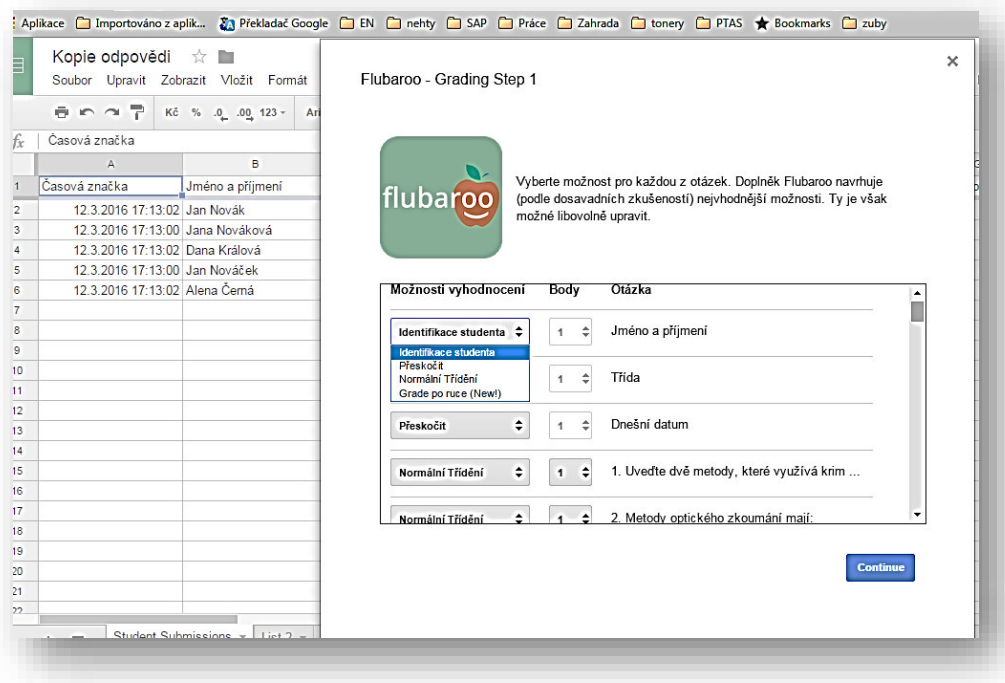 Aplikace Importováno z aplik... Překladač Google EN nehty SAP Práce Zahrada tonery PTAS Bookmarks zuby
Kopie odpovědi
Soubor Upravit Zobrazit Vložit Formát
Kč % .0 .00 123 Ari
fx Časová značka
A B
1 Časová značka Jméno a příjmení
2 12.3.2016 17:13:02 Jan Novák
3 12.3.2016 17:13:00 Jana Nováková
4 12.3.2016 17:13:02 Dana Králová
5 12.3.2016 17:13:00 Jan Nováček
6 12.3.2016 17:13:02 Alena Černá
7
8
9
10
11
12
13
14
15
16
17
18
19
20
21
22
Student Submissions List 2
Flubaroo - Grading Step 1
flubaroo
Vyberte možnost pro každou z otázek. Doplněk Flubaroo navrhuje
(podle dosavadních zkušeností) nejvhodnější možnosti. Ty je však
možné libovolně upravit.
Možnosti vyhodnocení Body Otázka
Identifikace studenta 1 Jméno a příjmení
Identifikace studenta
Přeskočit
Normální Třídění
Grade po ruce (New!)
1 Třída
Přeskočit 1 Dnešní datum
Normální Třídění 1 1. Uveďte dvě metody, které využívá krim ...
Normální Třídění 1 2. Metody optického zkoumání mají:
Continue